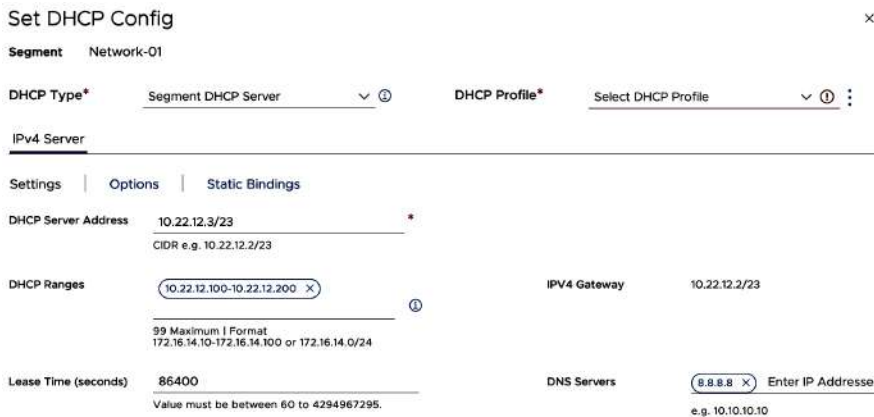 Set DHCP Config ×
Segment Network-01
DHCP Type* Segment DHCP Server DHCP Profile* Select DHCP Profile
IPv4 Server
Settings | Options | Static Bindings
DHCP Server Address 10.22.12.3/23 *
CIDR e.g. 10.22.12.2/23
DHCP Ranges 10.22.12.100-10.22.12.200 × IPV4 Gateway 10.22.12.2/23
99 Maximum | Format
172.16.14.10-172.16.14.100 or 172.16.14.0/24
Lease Time (seconds) 86400 DNS Servers 8.8.8.8 × Enter IP Addresse
Value must be between 60 to 4294967295. e.g. 10.10.10.10